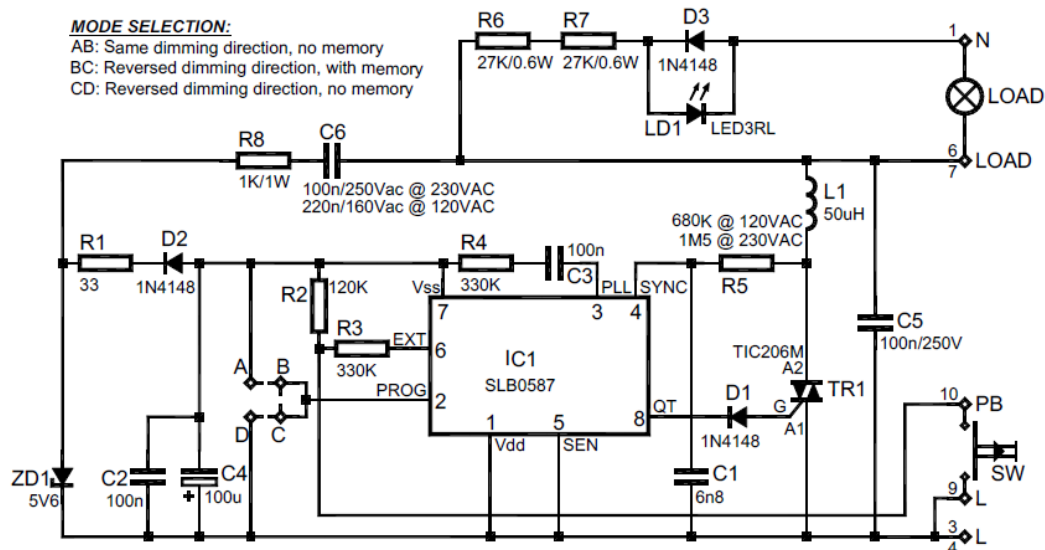 MODE SELECTION:
AB: Same dimming direction, no memory
BC: Reversed dimming direction, with memory
CD: Reversed dimming direction, no memory
R6
R7
D3
1
N
27K/0.6W
27K/0.6W
1N4148
LOAD
LD1
LED3RL
R8
C6
6
7
LOAD
1K/1W
100n/250Vac @ 230VAC
220n/160Vac @ 120VAC
L1
50uH
680K @ 120VAC
1M5 @ 230VAC
R1
D2
R4
100n
C3
33
1N4148
330K
Vss
PLL
SYNC
R5
R2
120K
7
3
4
R3
EXT
6
330K
IC1
SLB0587
C5
100n/250V
TIC206M
A2
TR1
A
B
PROG
2
D
C
1
5
8
QT
D1
G
A1
10
PB
Vdd
SEN
1N4148
ZD1
5V6
C2
100n
C4
+
100u
C1
6n8
SW
9
L
3
4
L